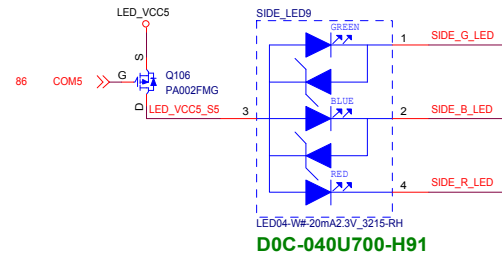 LED_VCC5
SIDE_LED9
GREEN
1
SIDE_G_LED
S
86
COM5
G
Q106
PA002FMG
D
LED_VCC5_S5
3
BLUE
2
SIDE_B_LED
RED
4
SIDE_R_LED
LED04-W#-20mA2.3V_3215-RH
D0C-040U700-H91